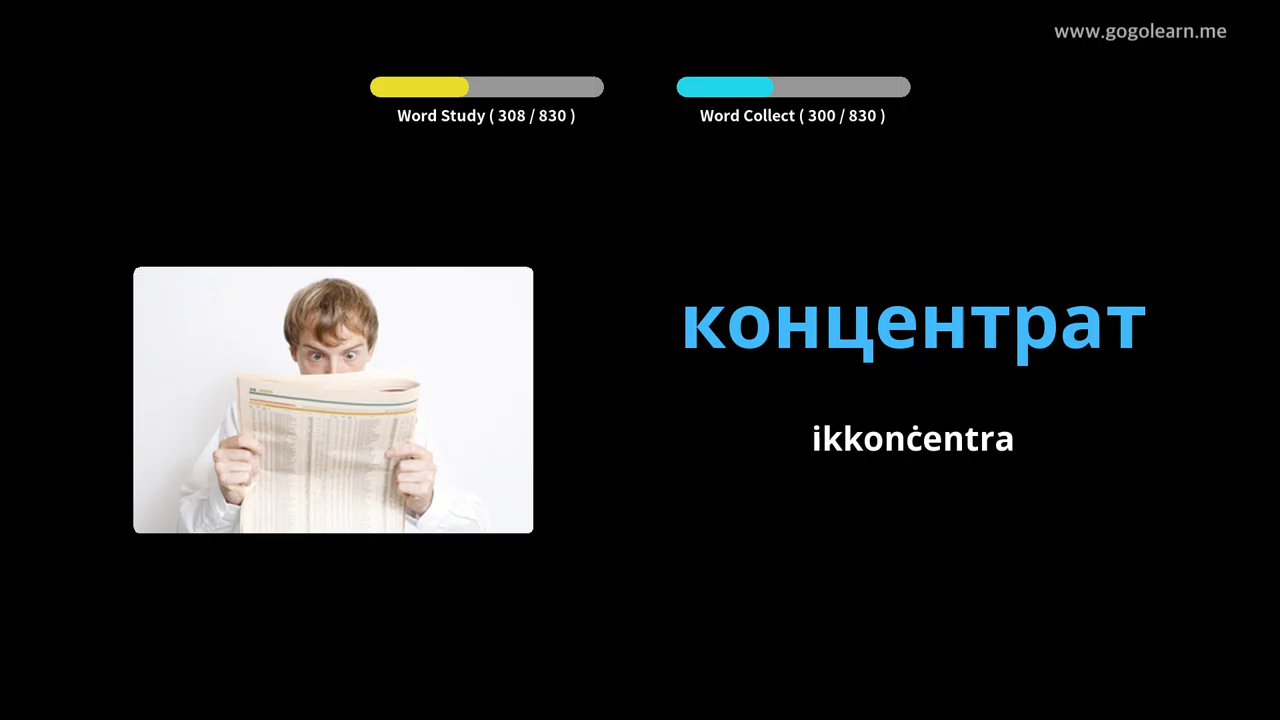 www.gogolearn.me
Word Study ( 308 / 830 )
Word Collect ( 300 / 830 )
концентрат
ikkonċentra